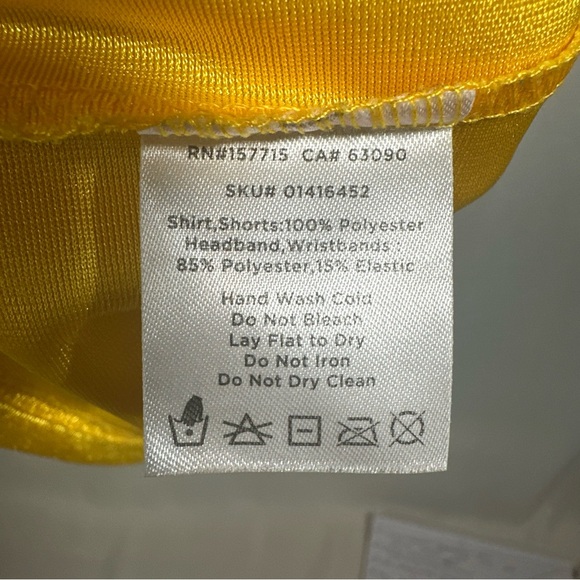 RN#157715 CA# 63090
SKU# 01416452
Shirt,Shorts:100% Polyester
Headband,Wristbands :
85% Polyester,15% Elastic
Hand Wash Cold
Do Not Bleach
Lay Flat to Dry
Do Not Iron
Do Not Dry Clean